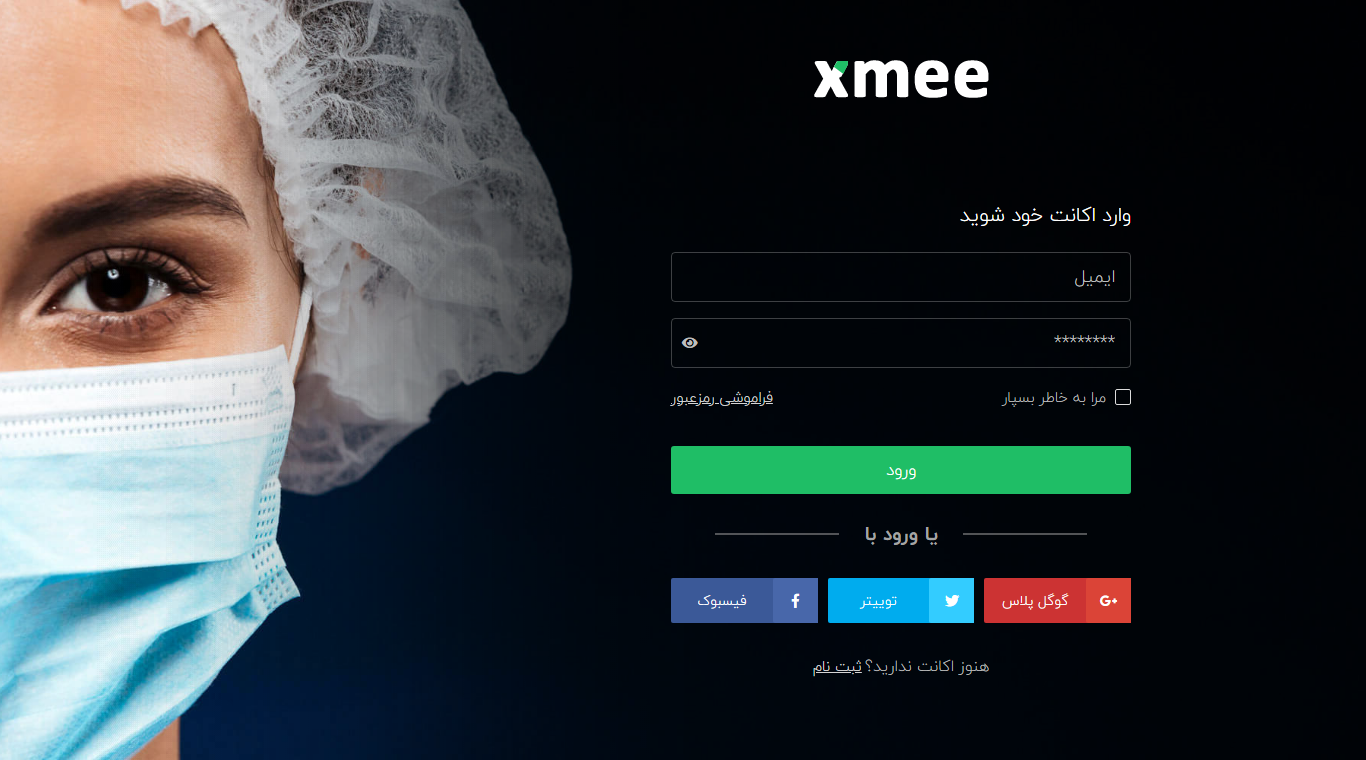 xmee
وارد اکانت خود شوید
ایمیل
********
مرا به خاطر بسپار
فراموشی رمزعبور
ورود
یا ورود با
گوگل پلاس
توییتر
فیسبوک
هنوز اکانت ندارید؟ ثبت نام